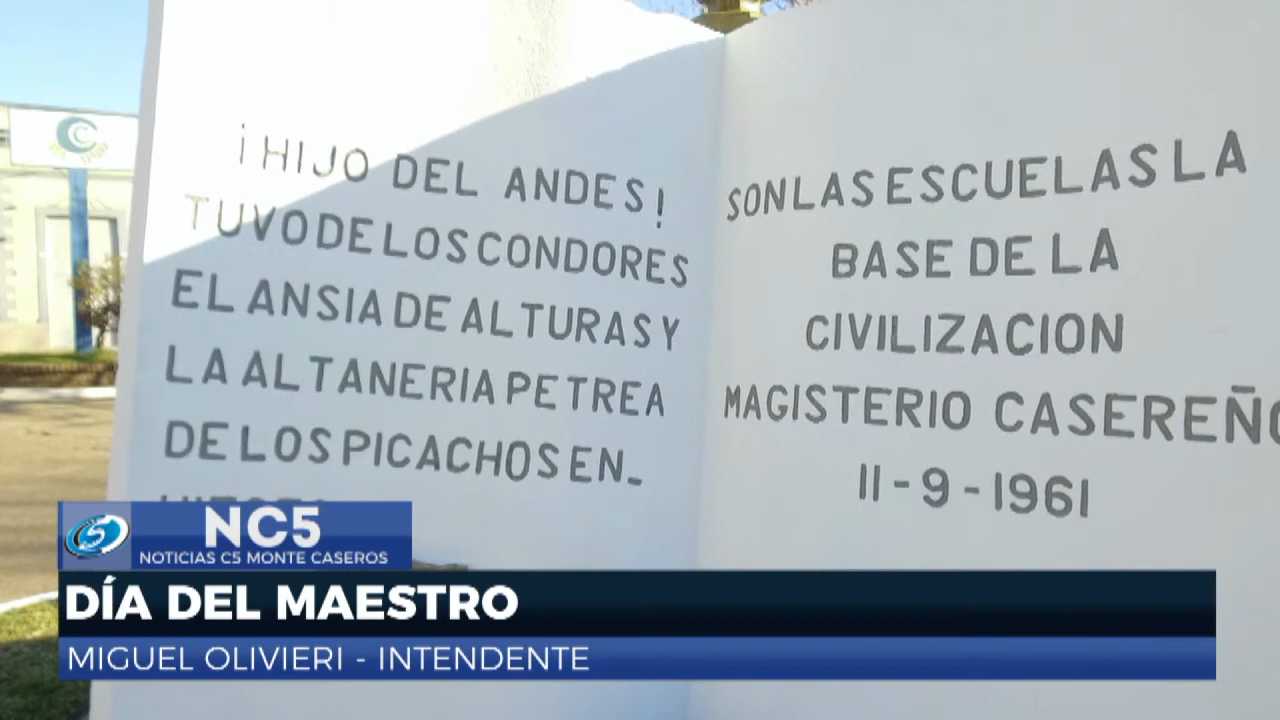 ¡HIJO DEL ANDES!
TUVO DE LOS CONDORES
EL ANSIA DE ALTURAS Y
LA ALTANERIA PETREA
DE LOS PICACHOS EN_
SON LAS ESCUELAS LA
BASE DE LA
CIVILIZACION
MAGISTERIO CASEREÑO
11-9-1961
5
NC5
NOTICIAS C5 MONTE CASEROS
DÍA DEL MAESTRO
MIGUEL OLIVIERI - INTENDENTE